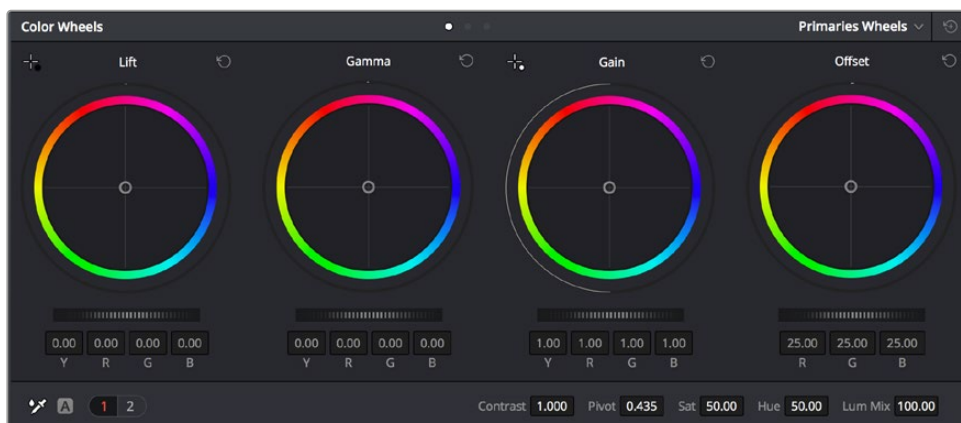 Color Wheels Primaries Wheels
Lift Gamma Gain Offset
0.00 0.00 0.00 0.00 0.00 0.00 0.00 0.00 1.00 1.00 1.00 1.00 25.00 25.00 25.00
Y R G B Y R G B Y R G B R G B
A 1 2 Contrast 1.000 Pivot 0.435 Sat 50.00 Hue 50.00 Lum Mix 100.00